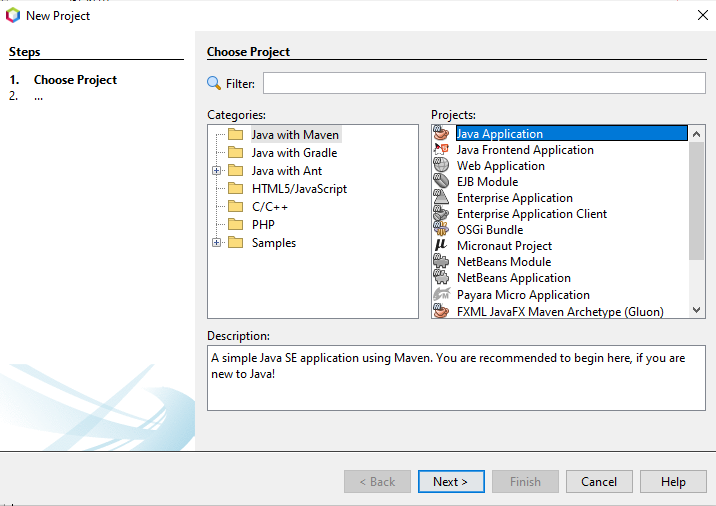 New Project
Steps
1. Choose Project
2. ...
Choose Project
Filter:
Categories:
Java with Maven
Java with Gradle
Java with Ant
HTML5/JavaScript
C/C++
PHP
Samples
Projects:
Java Application
Java Frontend Application
Web Application
EJB Module
Enterprise Application
Enterprise Application Client
OSGi Bundle
Micronaut Project
NetBeans Module
NetBeans Application
Payara Micro Application
FXML JavaFX Maven Archetype (Gluon)
Description:
A simple Java SE application using Maven. You are recommended to begin here, if you are
new to Java!
< Back
Next >
Finish
Cancel
Help